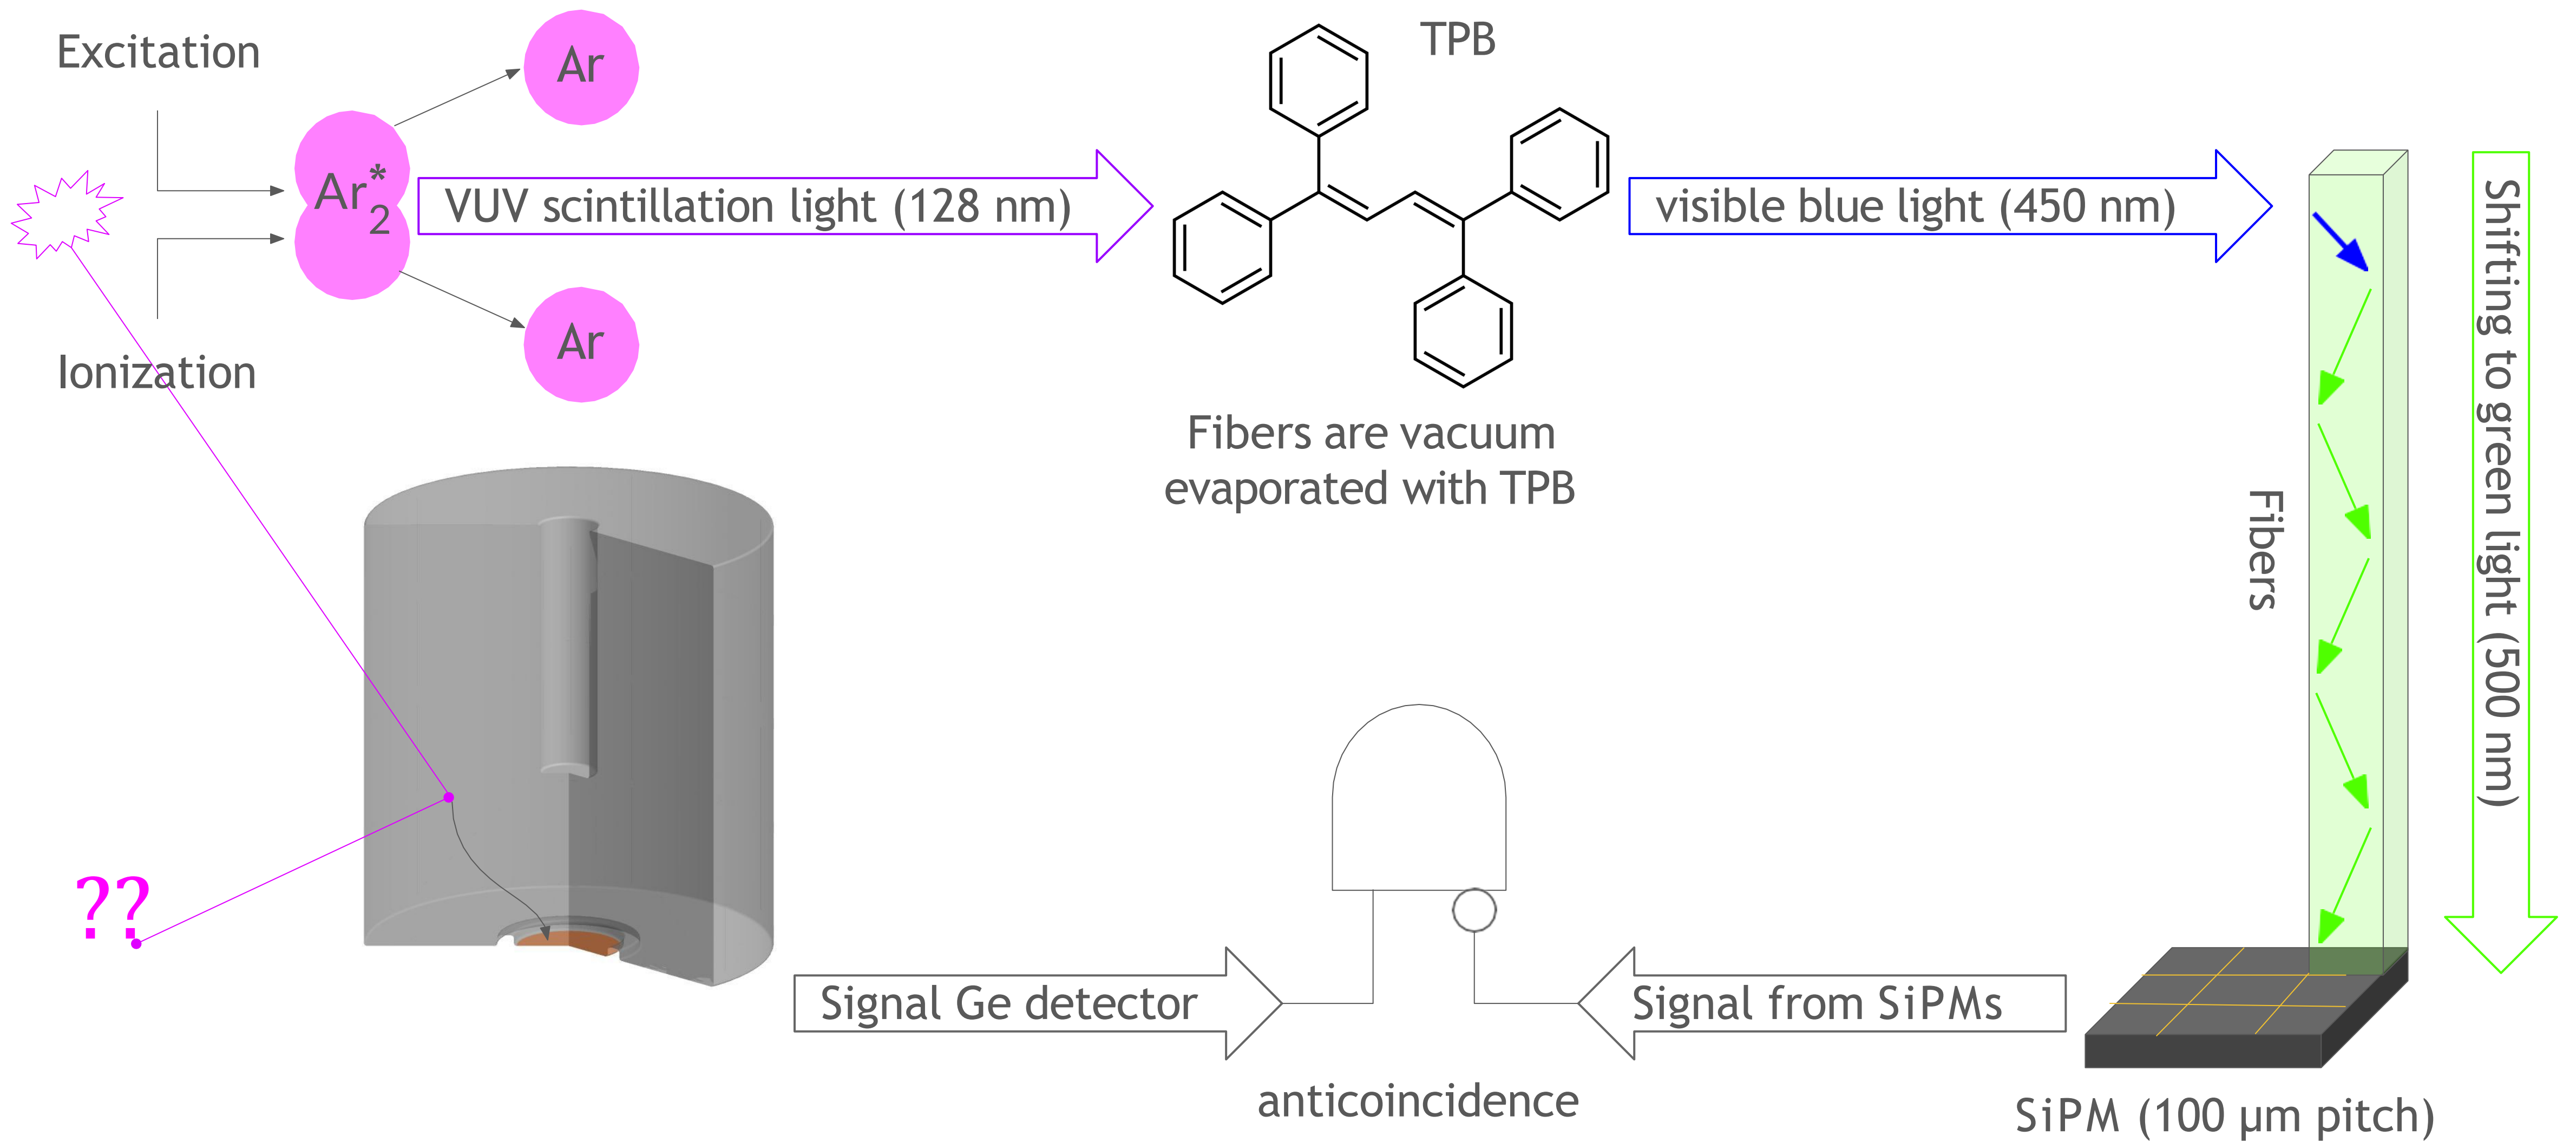 Excitation
Ar
Ar*2
VUV scintillation light (128 nm)
Ar
Ionization
TPB
Fibers are vacuum
evaporated with TPB
visible blue light (450 nm)
Fibers
Shifting to green light (500 nm)
??
Signal Ge detector
Signal from SiPMs
anticoincidence
SiPM (100 µm pitch)